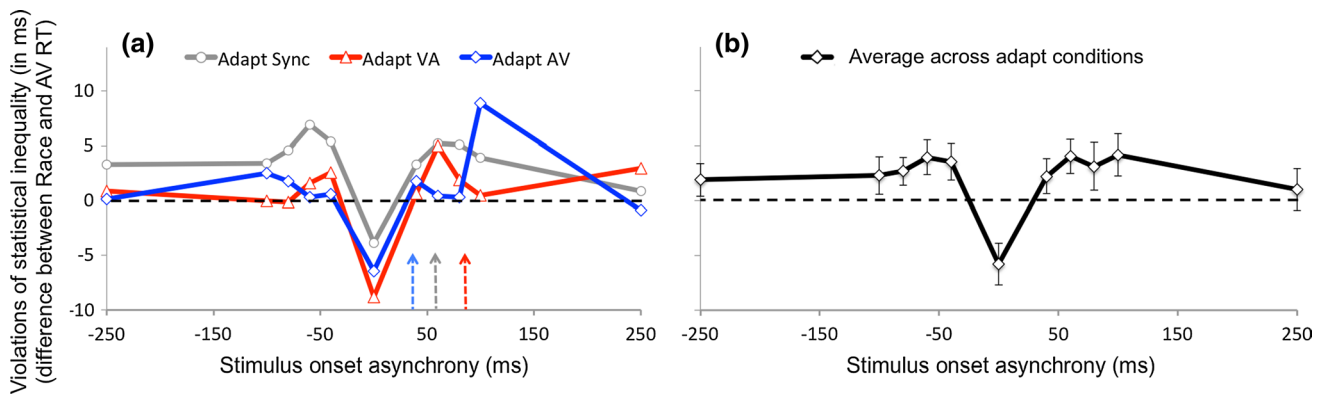 Violations of statistical inequality (in ms)
(difference between Race and AV RT)
(a)
Adapt Sync Adapt VA Adapt AV
10
5
0
-5
-10
-250 -150 -50 50 150 250
Stimulus onset asynchrony (ms)
(b)
Average across adapt conditions
-250 -150 -50 50 150 250
Stimulus onset asynchrony (ms)